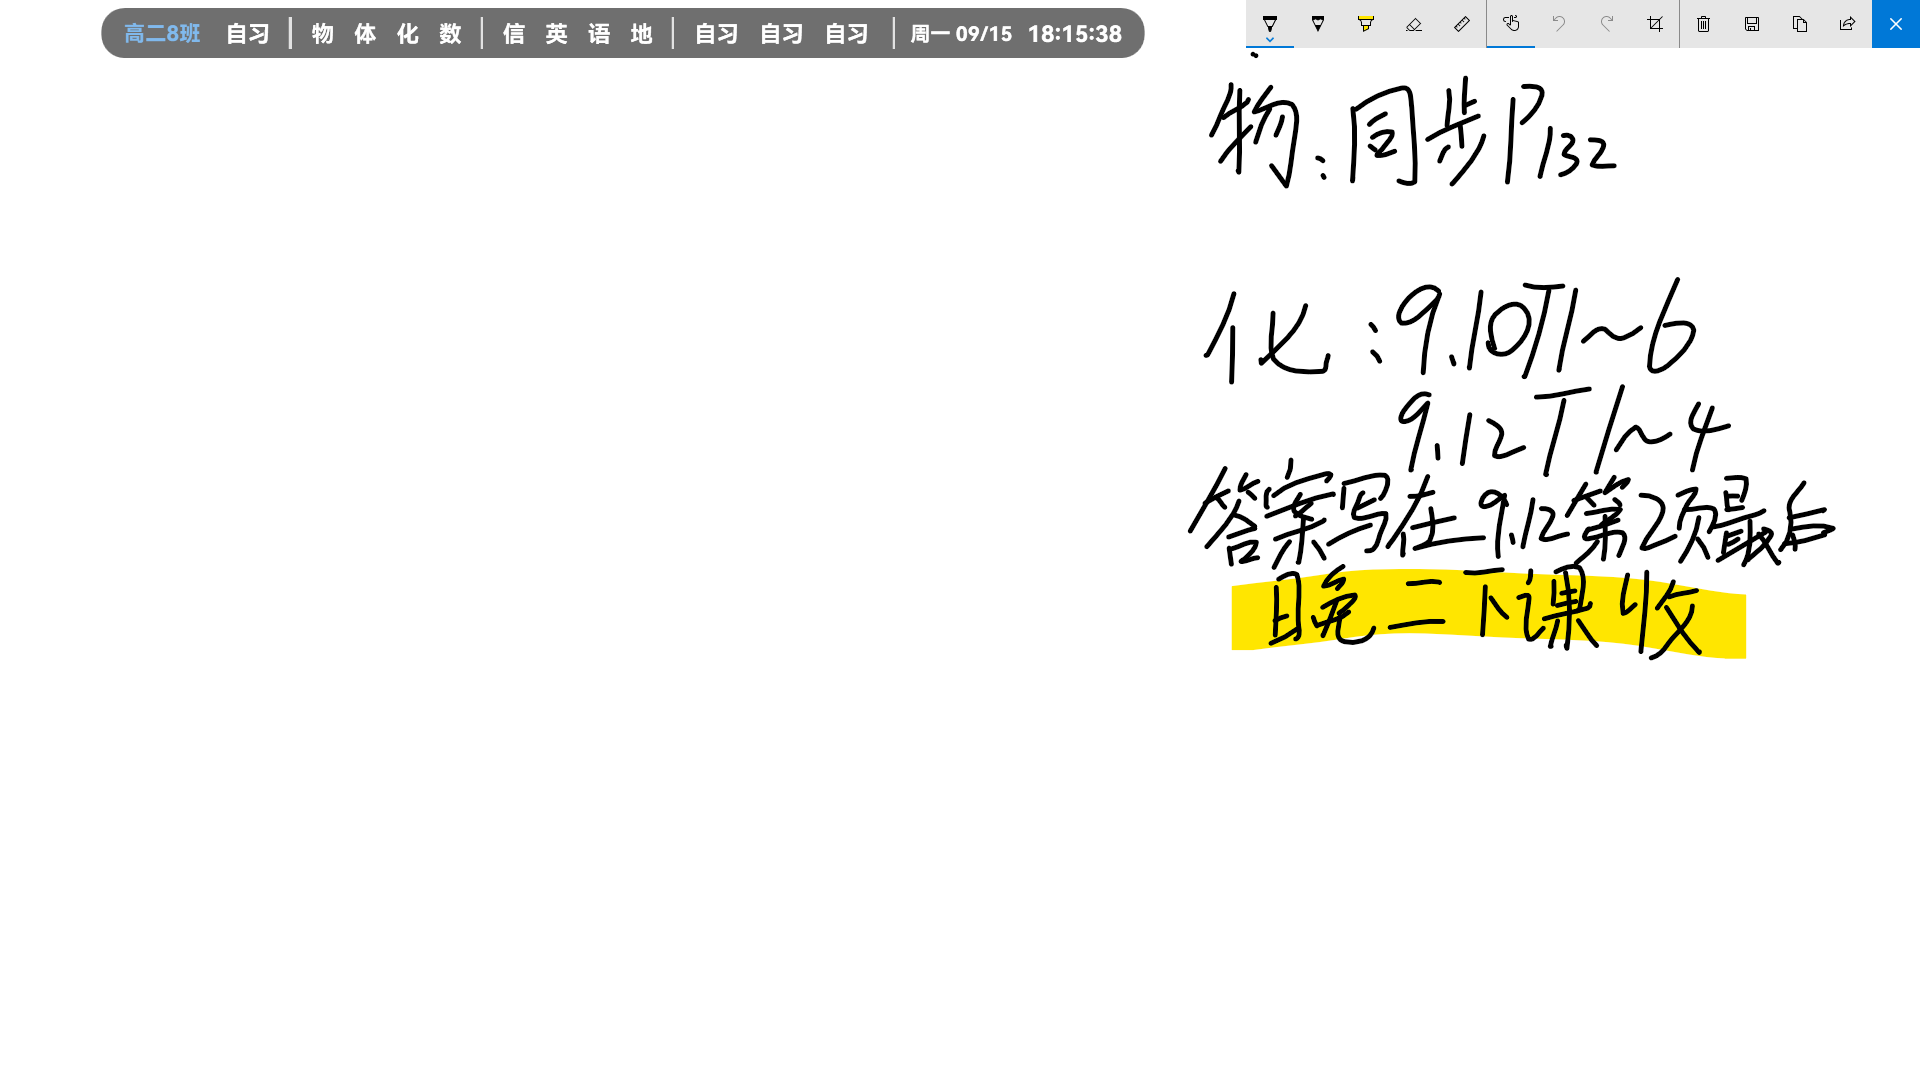 高二8班 自习 | 物 体 化 数 | 信 英 语 地 | 自习 自习 自习 | 周一 09/15 18:15:38
物:同步P132
化:9.10T1~6
9.12T1~4
答案写在9.12第2项最后
晚二下课收